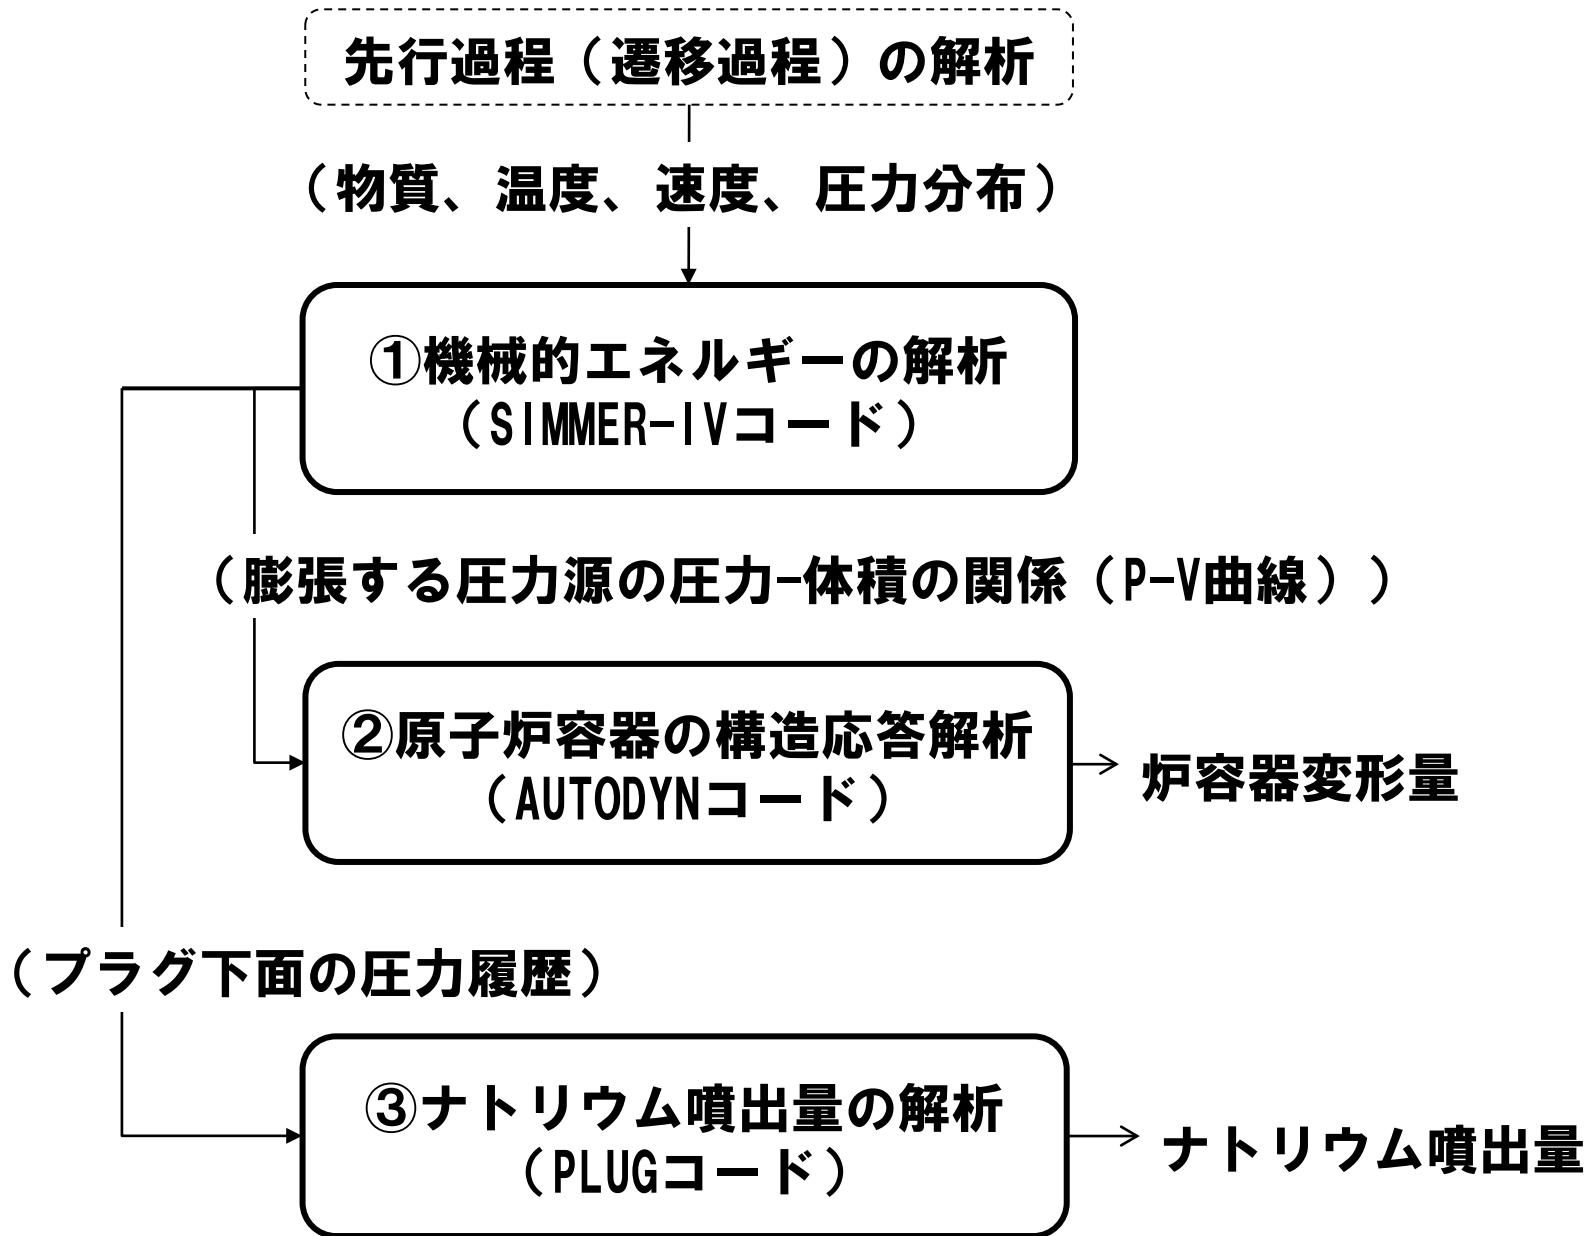 先行過程（遷移過程）の解析
（物質、温度、速度、圧力分布）
①機械的エネルギーの解析
（SIMMER-IVコード）
（膨張する圧力源の圧力-体積の関係（P-V曲線））
②原子炉容器の構造応答解析
（AUTODYNコード）
炉容器変形量
（プラグ下面の圧力履歴）
③ナトリウム噴出量の解析
（PLUGコード）
ナトリウム噴出量